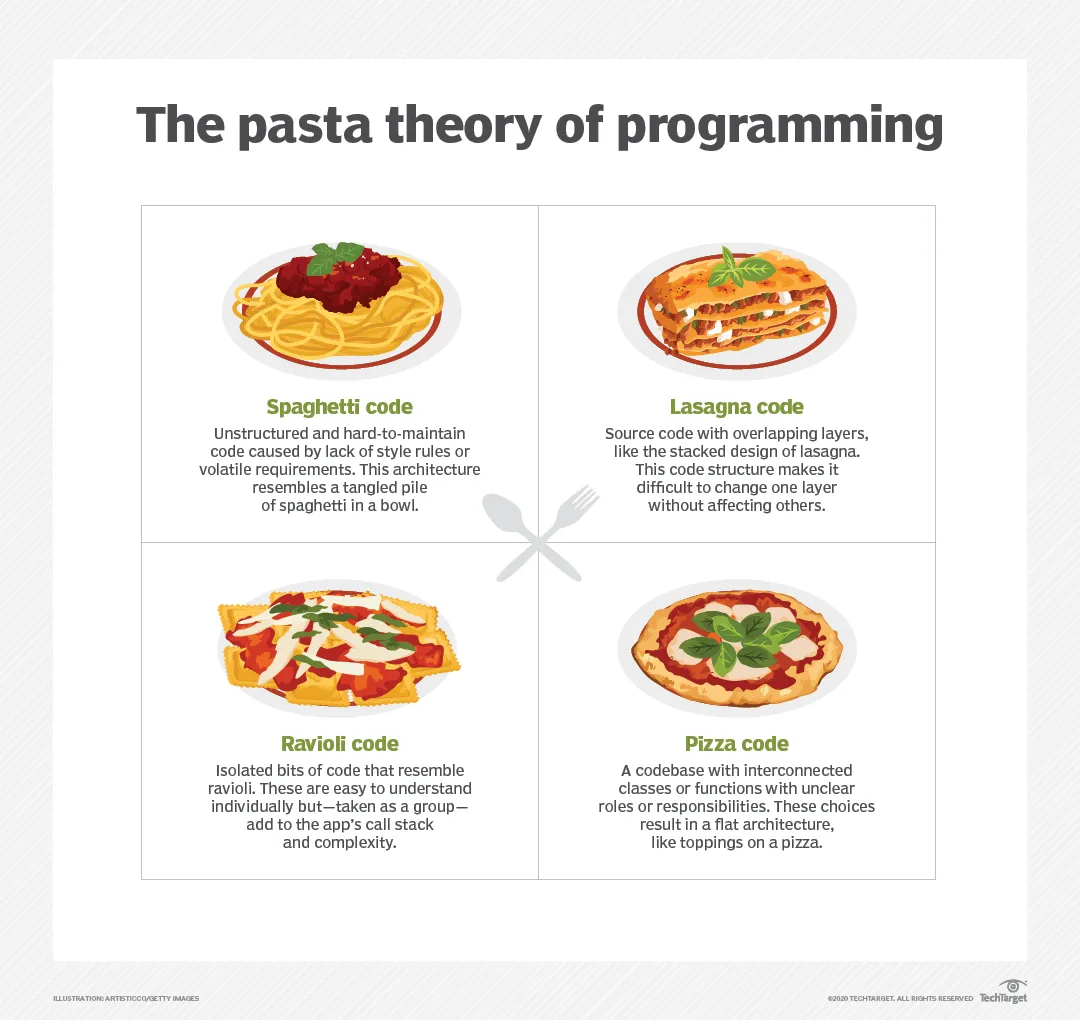 The pasta theory of programming
Spaghetti code
Unstructured and hard-to-maintain
code caused by lack of style rules or
volatile requirements. This architecture
resembles a tangled pile
of spaghetti in a bowl.
Lasagna code
Source code with overlapping layers,
like the stacked design of lasagna.
This code structure makes it
difficult to change one layer
without affecting others.
Ravioli code
Isolated bits of code that resemble
ravioli. These are easy to understand
individually but—taken as a group—
add to the app's call stack
and complexity.
Pizza code
A codebase with interconnected
classes or functions with unclear
roles or responsibilities. These choices
result in a flat architecture,
like toppings on a pizza.
ILLUSTRATION: ARTISTICCO/GETTY IMAGES
©2020 TECHTARGET. ALL RIGHTS RESERVED TechTarget